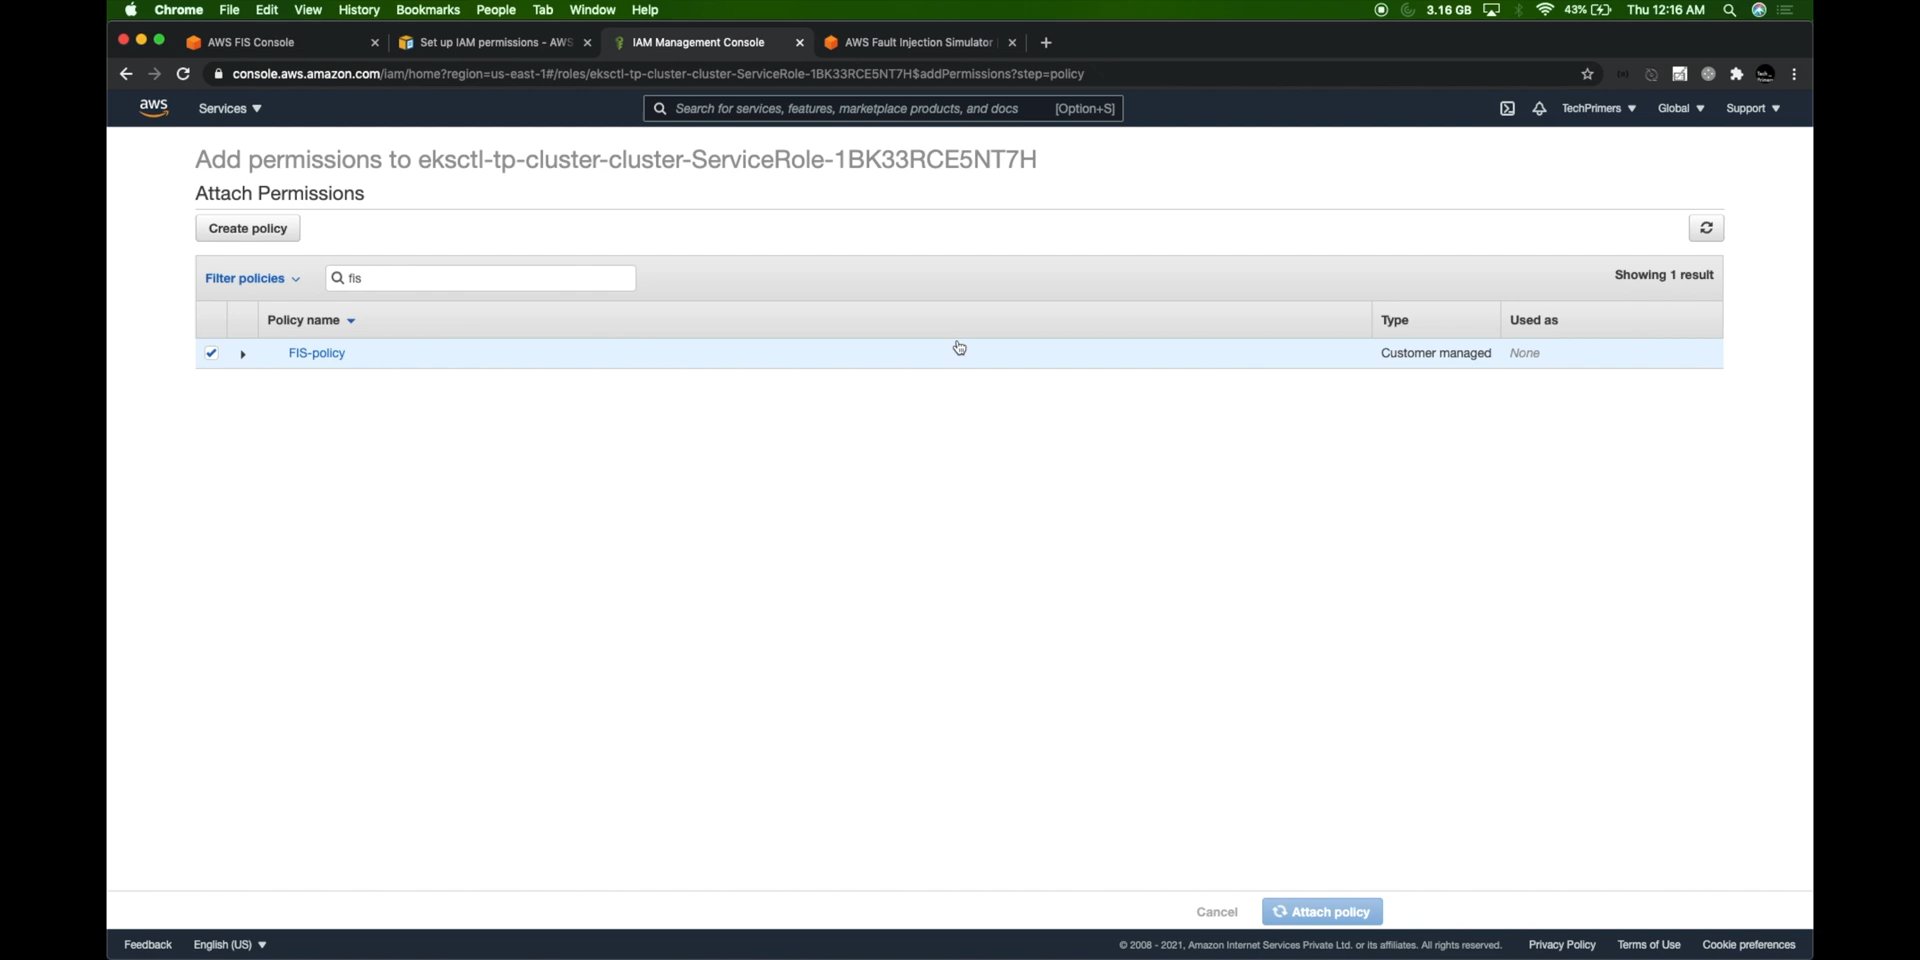 Chrome File Edit View History Bookmarks People Tab Window Help 3.16 GB 43% Thu 12:16 AM
AWS FIS Console Set up IAM permissions - AWS IAM Management Console AWS Fault Injection Simulator
console.aws.amazon.com/iam/home?region=us-east-1#/roles/eksctl-tp-cluster-cluster-ServiceRole-1BK33RCE5NT7H$addPermissions?step=policy
aws Services Search for services, features, marketplace products, and docs [Option+S] TechPrimers Global Support
Add permissions to eksctl-tp-cluster-cluster-ServiceRole-1BK33RCE5NT7H
Attach Permissions
Create policy
Filter policies fis Showing 1 result
Policy name Type Used as
FIS-policy Customer managed None
Cancel Attach policy
Feedback English (US) © 2008 - 2021, Amazon Internet Services Private Ltd. or its affiliates. All rights reserved. Privacy Policy Terms of Use Cookie preferences